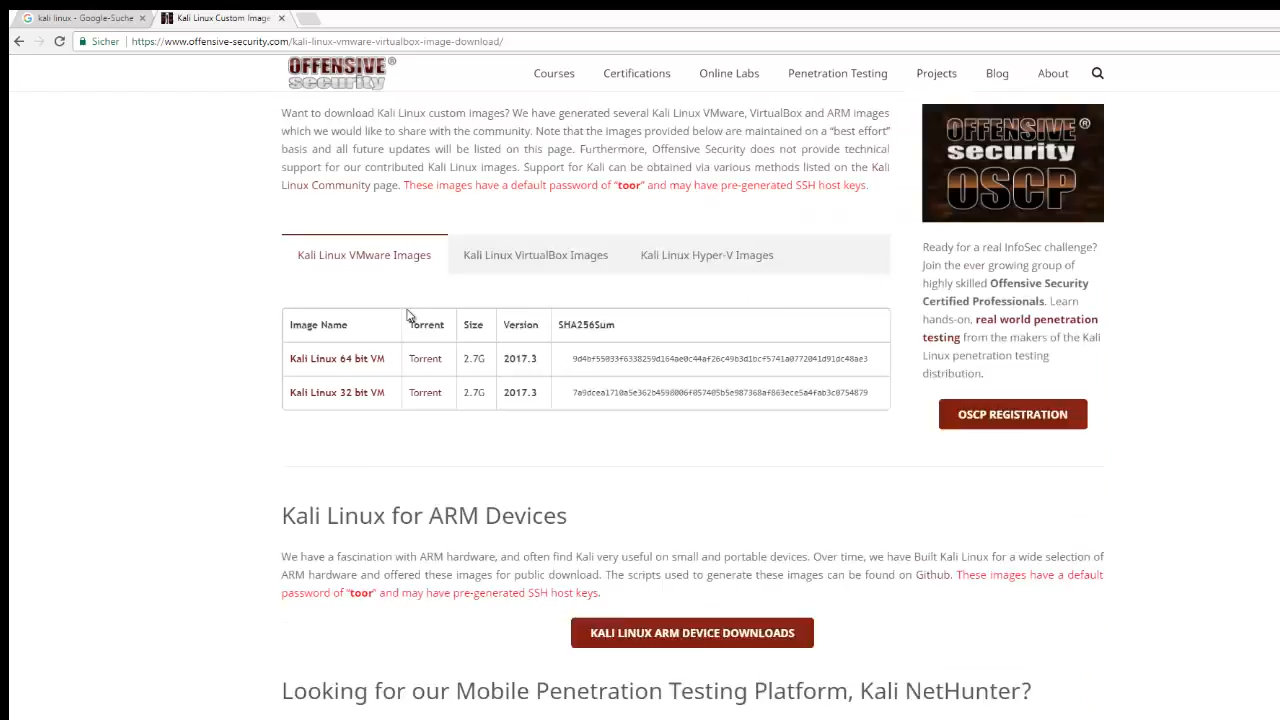 kali linux - Google-Suche
Kali Linux Custom Image
Sicher
https://www.offensive-security.com/kali-linux-vmware-virtualbox-image-download/
OFFENSIVE®
security
Courses Certifications Online Labs Penetration Testing Projects Blog About
Want to download Kali Linux custom images? We have generated several Kali Linux VMware, VirtualBox and ARM images
which we would like to share with the community. Note that the images provided below are maintained on a “best effort”
basis and all future updates will be listed on this page. Furthermore, Offensive Security does not provide technical
support for our contributed Kali Linux images. Support for Kali can be obtained via various methods listed on the Kali
Linux Community page. These images have a default password of “toor” and may have pre-generated SSH host keys.
Kali Linux VMware Images Kali Linux VirtualBox Images Kali Linux Hyper-V Images
Image Name Torrent Size Version SHA256Sum
Kali Linux 64 bit VM Torrent 2.7G 2017.3
Kali Linux 32 bit VM Torrent 2.7G 2017.3
OFFENSIVE®
security
OSCP
Ready for a real InfoSec challenge?
Join the ever growing group of
highly skilled Offensive Security
Certified Professionals. Learn
hands-on, real world penetration
testing from the makers of the Kali
Linux penetration testing
distribution.
OSCP REGISTRATION
Kali Linux for ARM Devices
We have a fascination with ARM hardware, and often find Kali very useful on small and portable devices. Over time, we have Built Kali Linux for a wide selection of
ARM hardware and offered these images for public download. The scripts used to generate these images can be found on Github. These images have a default
password of “toor” and may have pre-generated SSH host keys.
KALI LINUX ARM DEVICE DOWNLOADS
Looking for our Mobile Penetration Testing Platform, Kali NetHunter?